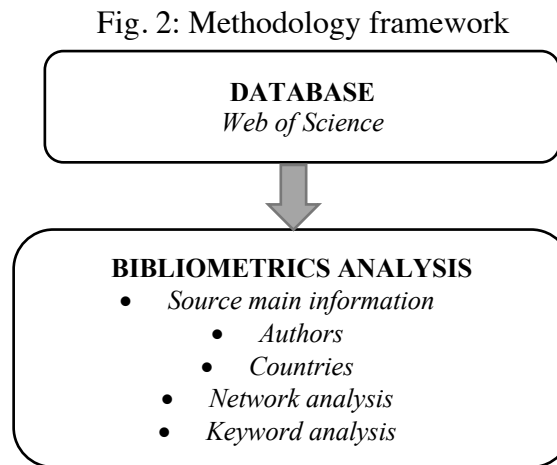 Fig. 2: Methodology framework
DATABASE
Web of Science
BIBLIOMETRICS ANALYSIS
• Source main information
• Authors
• Countries
• Network analysis
• Keyword analysis